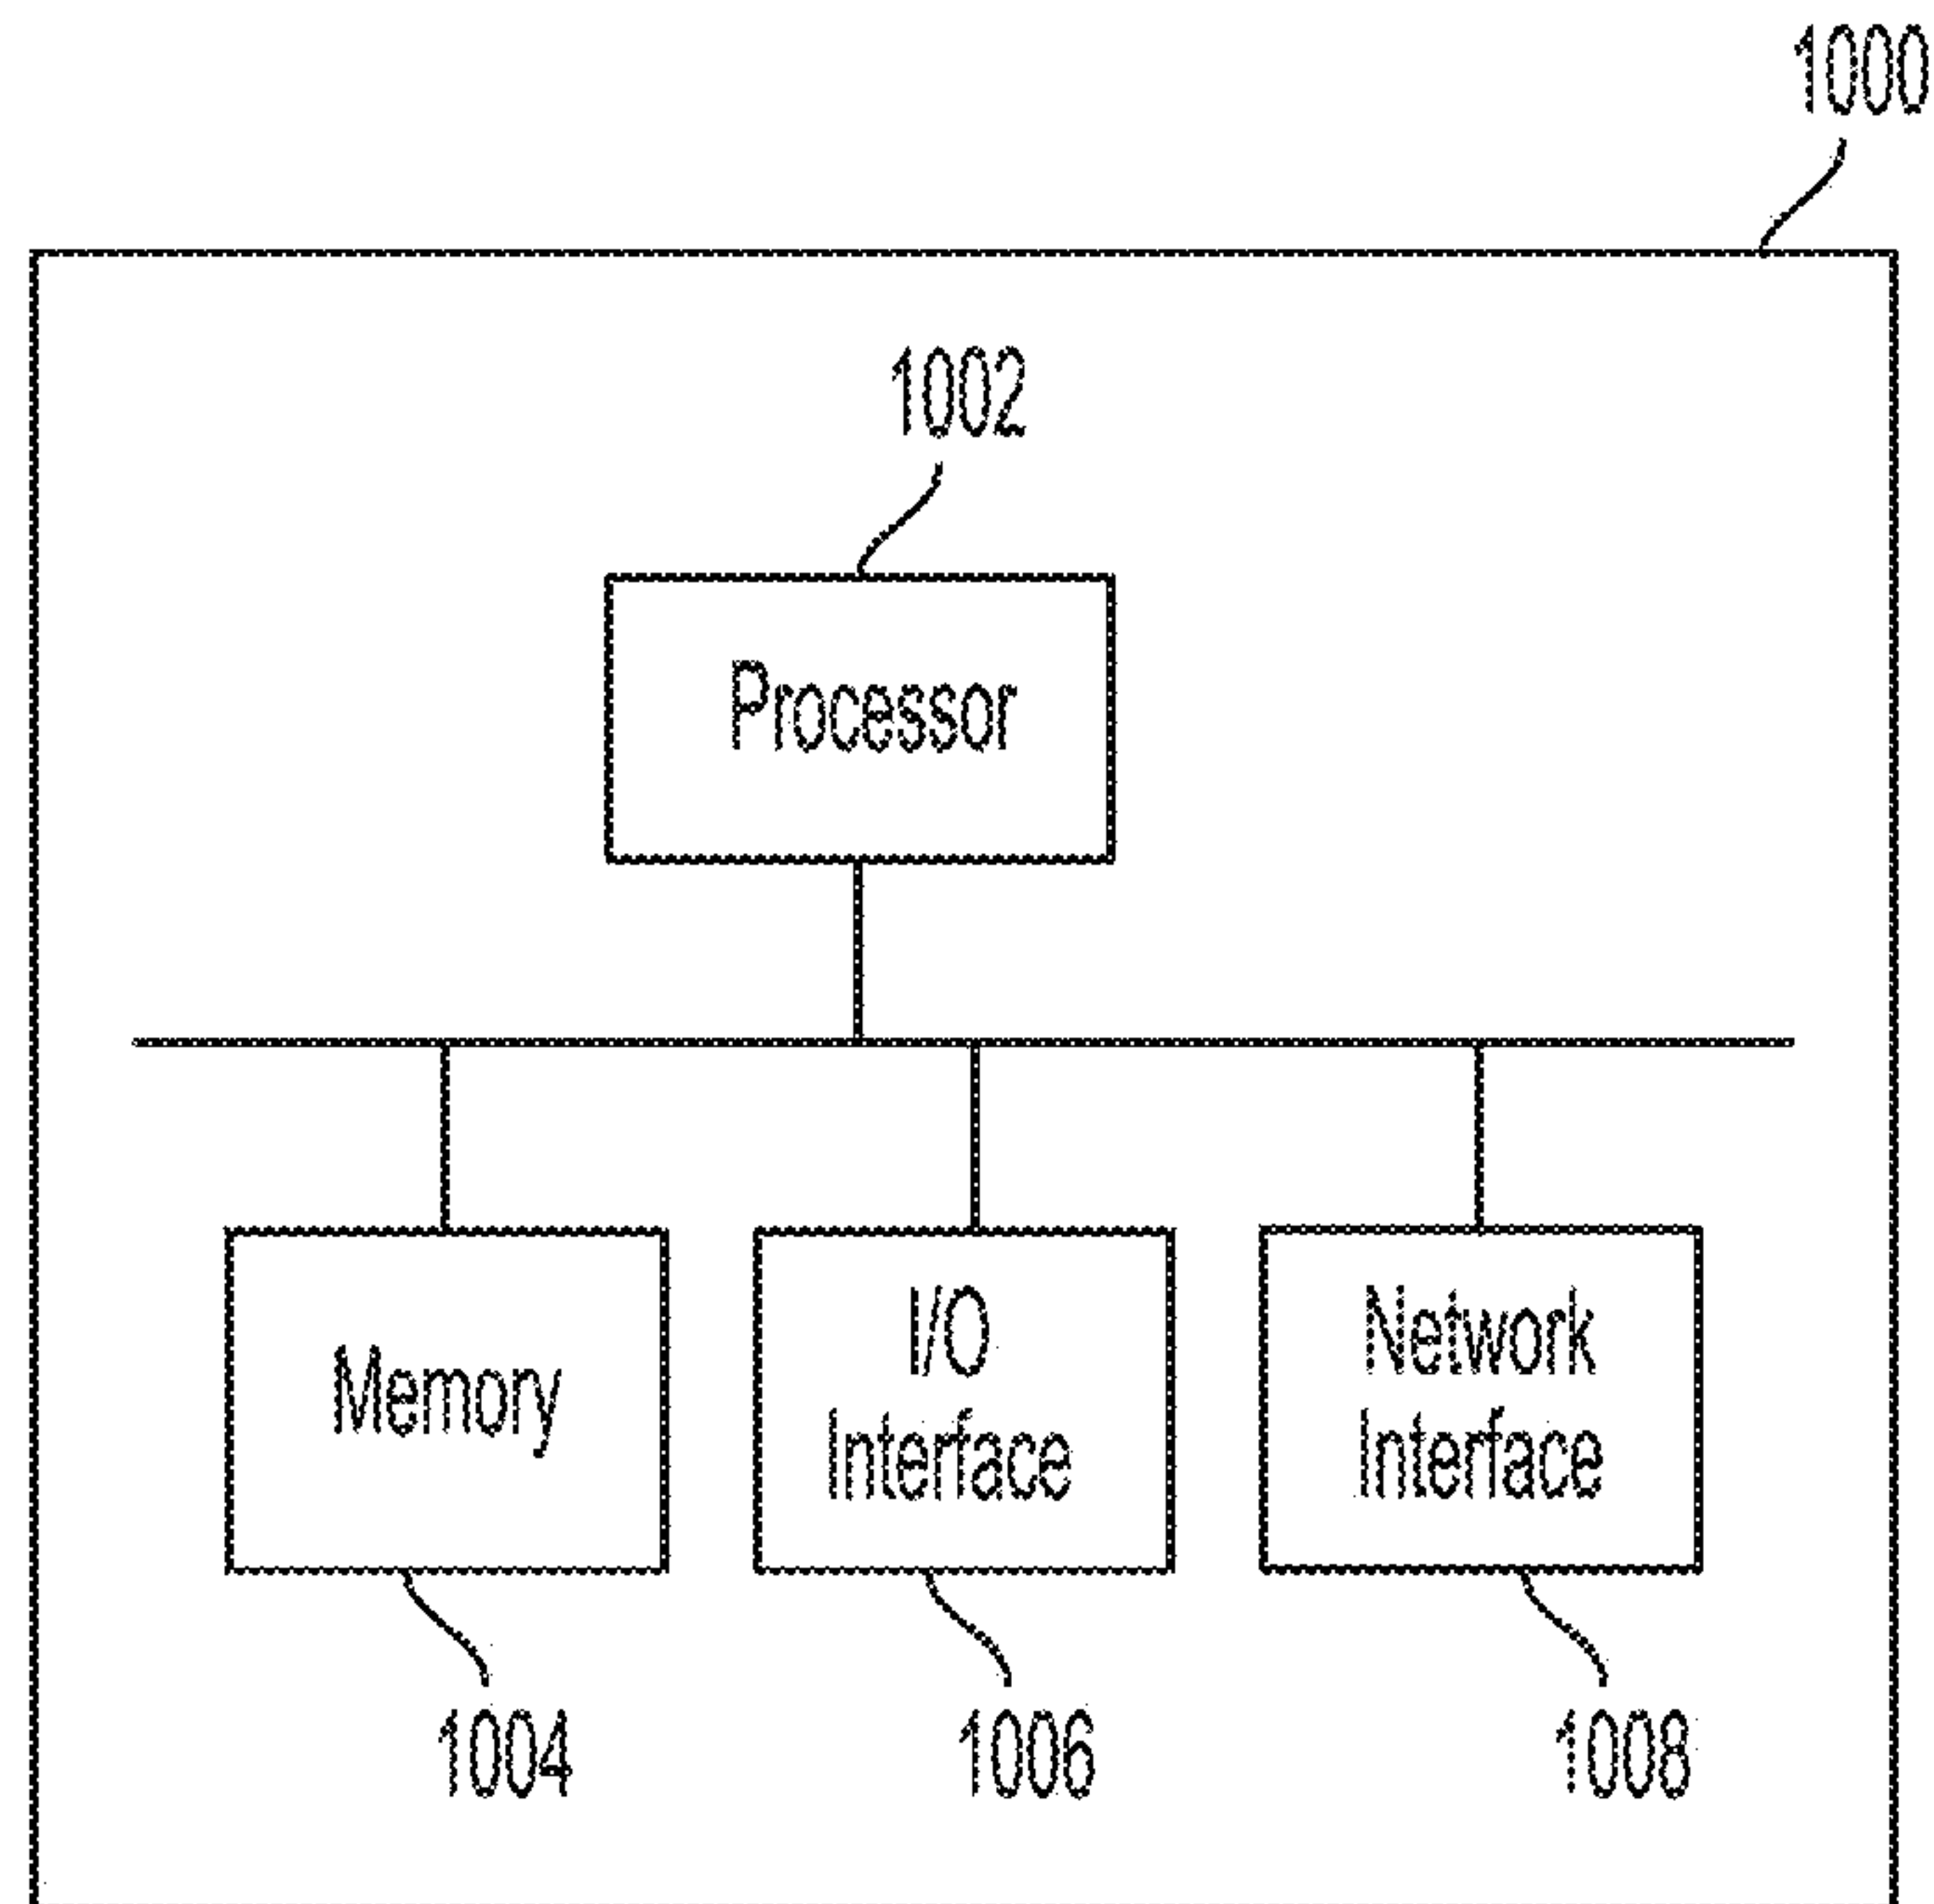 1000
1002
Processor
Memory
I/O
Interface
Network
Interface
1004
1006
1008